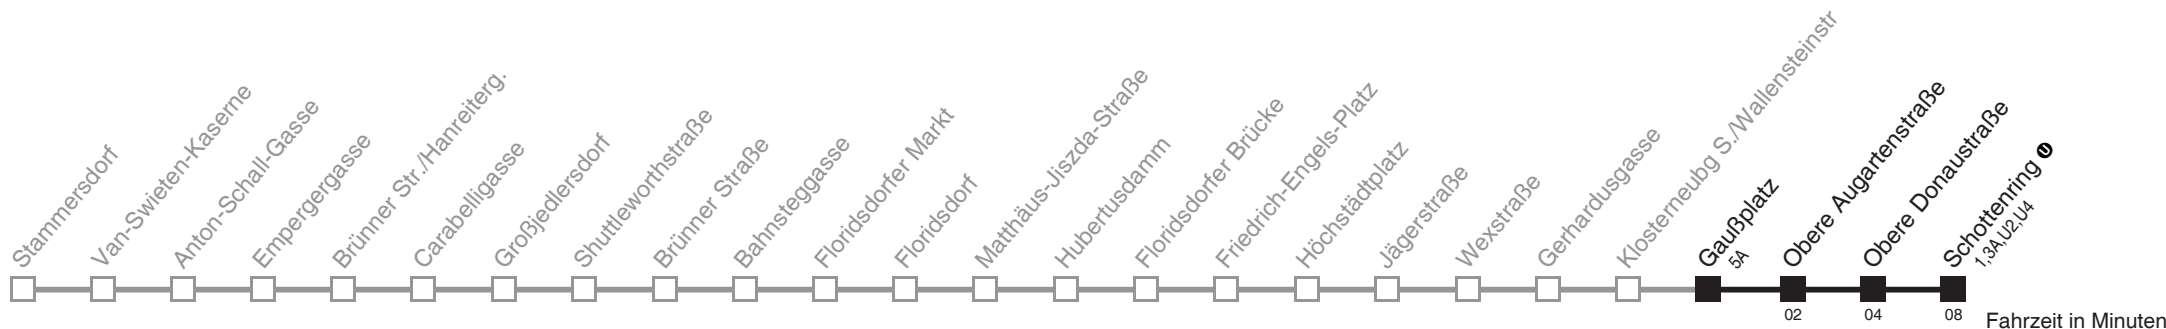 Stammersdorf
Van-Swieten-Kaserne
Anton-Schall-Gasse
Empergergasse
Brünner Str./Hanreiterg.
Carabelligasse
Großjedlersdorf
Shuttleworthstraße
Brünner Straße
Bahnsteggasse
Floridsdorfer Markt
Floridsdorf
Matthäus-Jiszda-Straße
Hubertusdamm
Floridsdorfer Brücke
Friedrich-Engels-Platz
Höchstädtplatz
Jägerstraße
Wexstraße
Gerhardusgasse
Klosterneubg S./Wallensteinstr
Gaußplatz
5A
Obere Augartenstraße
Obere Donaustraße
Schottenring U
1,3A,U2,U4
02
04
08
Fahrzeit in Minuten